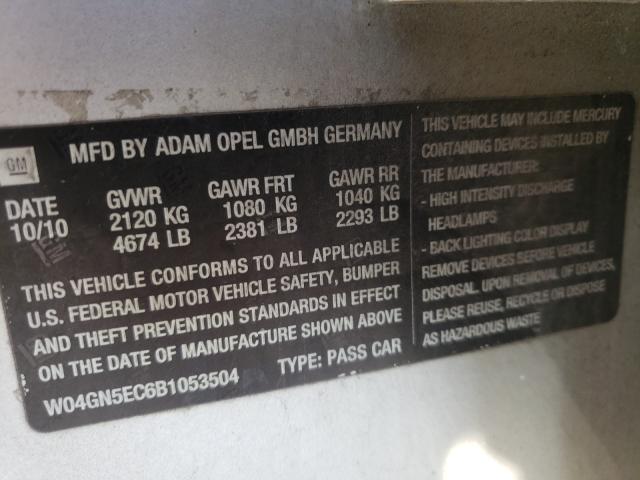 GM
MFD BY ADAM OPEL GMBH GERMANY
DATE GVWR GAWR FRT GAWR RR
10/10 2120 KG 1080 KG 1040 KG
4674 LB 2381 LB 2293 LB
THIS VEHICLE CONFORMS TO ALL APPLICABLE
U.S. FEDERAL MOTOR VEHICLE SAFETY, BUMPER
AND THEFT PREVENTION STANDARDS IN EFFECT
ON THE DATE OF MANUFACTURE SHOWN ABOVE
W04GN5EC6B1053504 TYPE: PASS CAR
THIS VEHICLE MAY INCLUDE MERCURY
CONTAINING DEVICES INSTALLED BY
THE MANUFACTURER:
- HIGH INTENSITY DISCHARGE
HEADLAMPS
- BACK LIGHTING COLOR DISPLAY
REMOVE DEVICES BEFORE VEHICLE
DISPOSAL. UPON REMOVAL OF DEVICES,
PLEASE REUSE, RECYCLE OR DISPOSE
AS HAZARDOUS WASTE